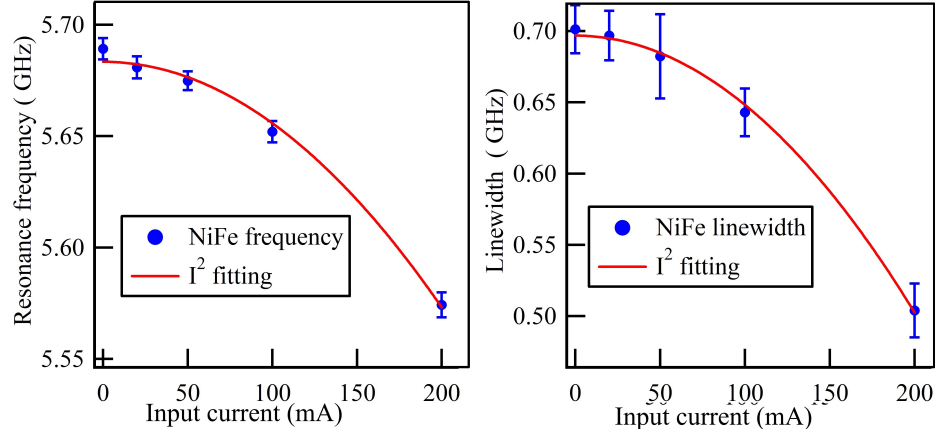 Resonance frequency ( GHz)
5.70
5.65
5.60
5.55
NiFe frequency
I² fitting
0 50 100 150 200
Input current (mA)
Linewidth ( GHz)
0.70
0.65
0.60
0.55
0.50
NiFe linewidth
I² fitting
0 50 100 150 200
Input current (mA)